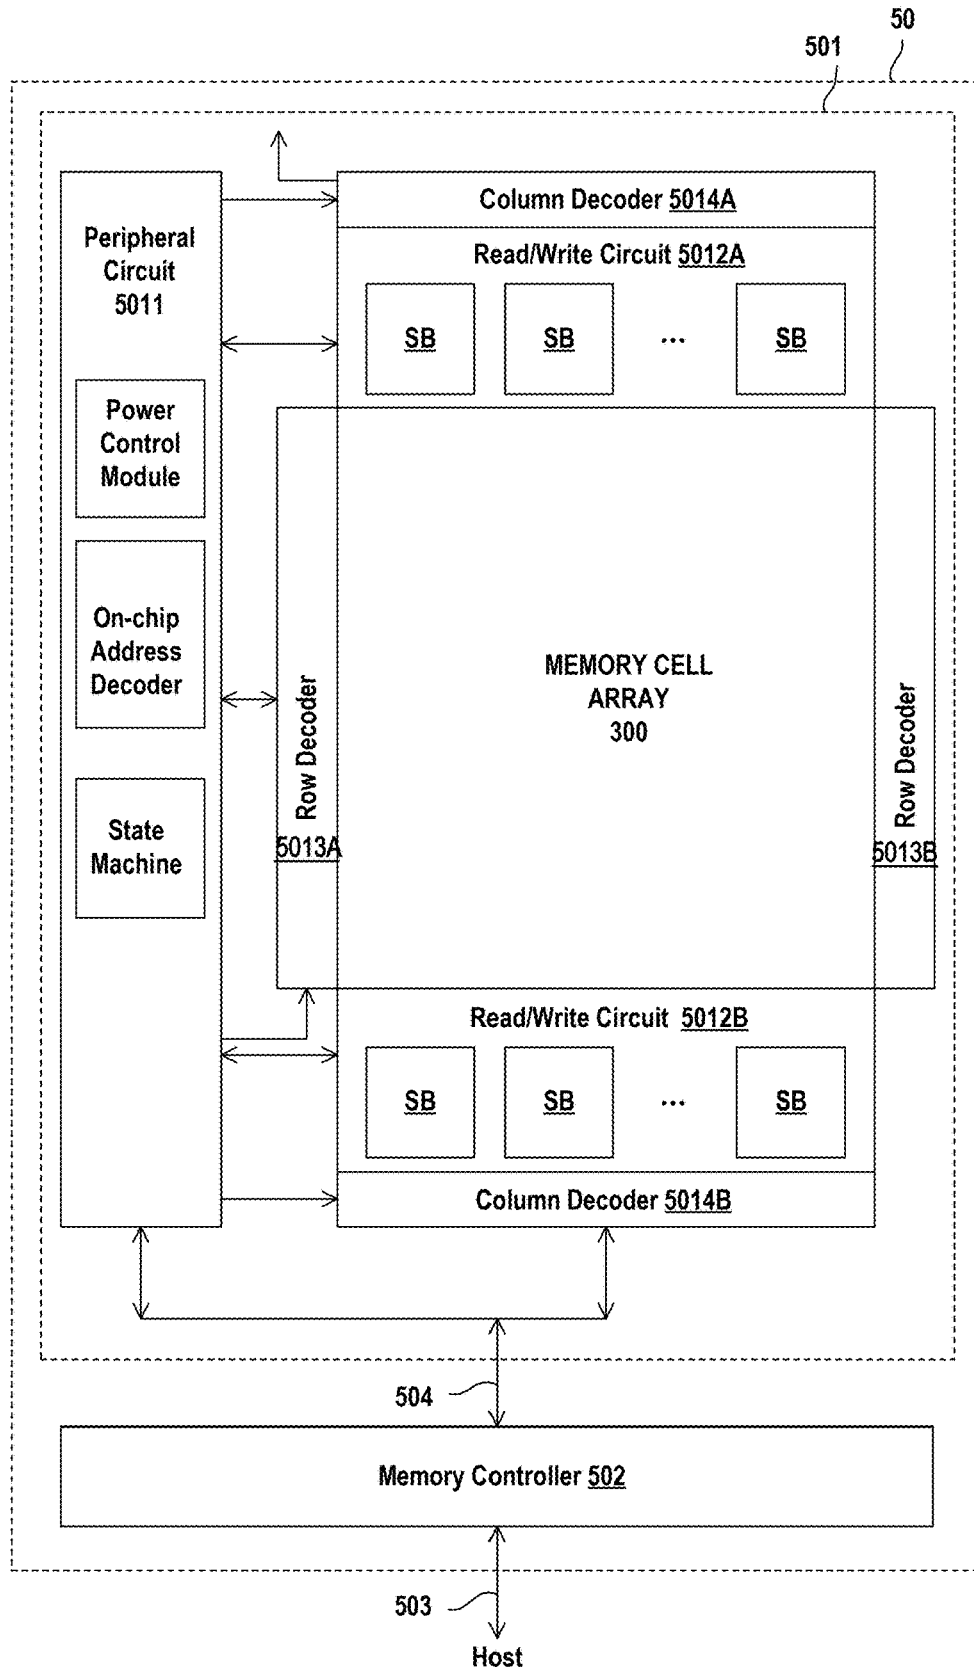 50
501
Column Decoder 5014A
Peripheral
Circuit
5011
Read/Write Circuit 5012A
SB
SB
...
SB
Power
Control
Module
On-chip
Address
Decoder
State
Machine
Row Decoder
5013A
MEMORY CELL
ARRAY
300
Row Decoder
5013B
Read/Write Circuit 5012B
SB
SB
...
SB
Column Decoder 5014B
504
Memory Controller 502
503
Host